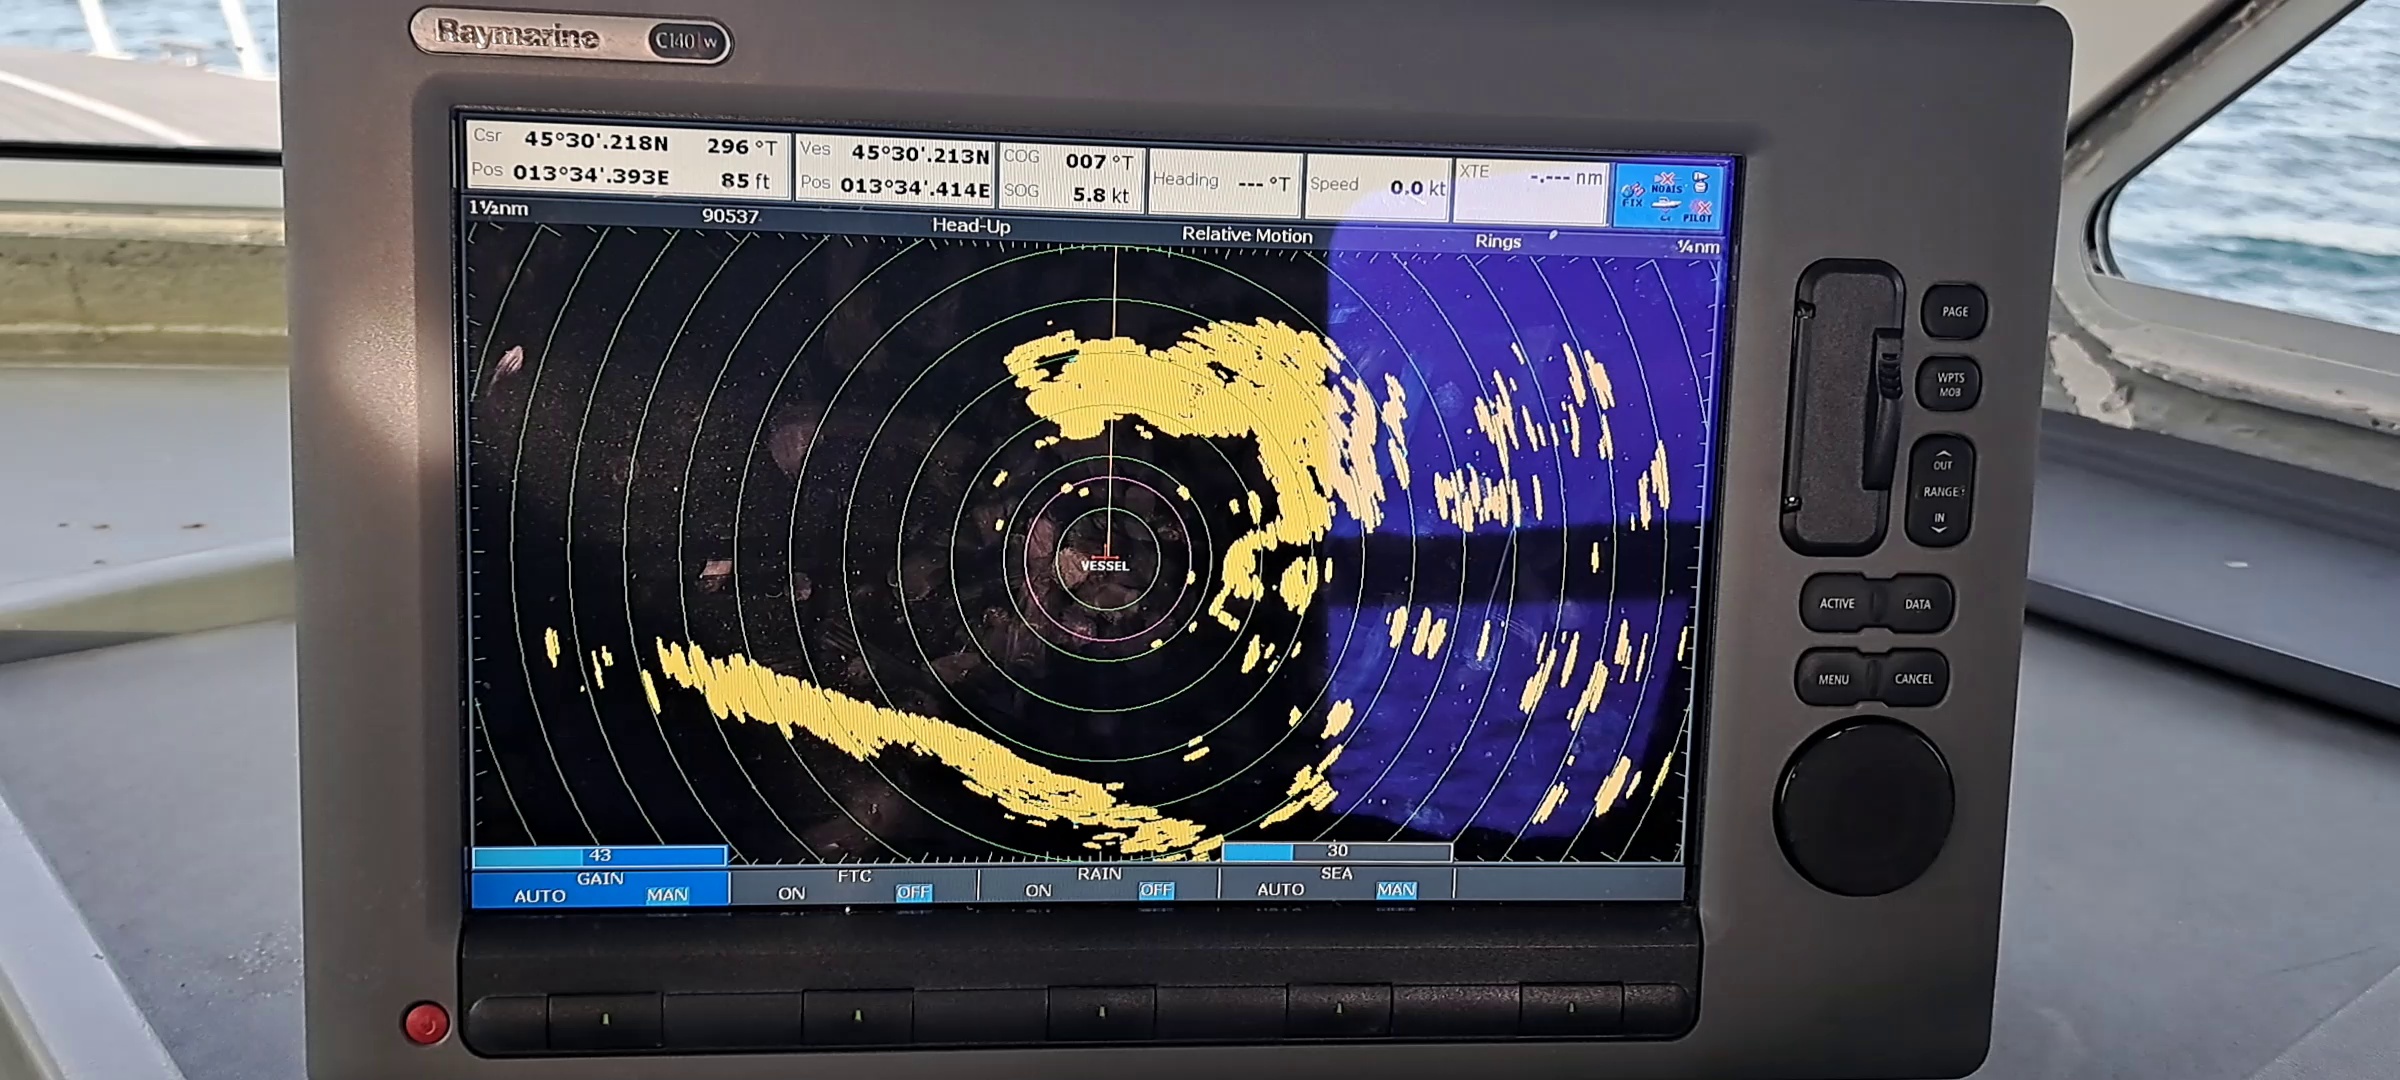 Raymarine C140 w
Csr 45°30'.218N 296 °T
Pos 013°34'.393E 85 ft
Ves 45°30'.213N
Pos 013°34'.414E
COG 007 °T
SOG 5.8 kt
Heading --- °T
Speed 0.0 kt
XTE -.--- nm
NOAIS
FIX
PILOT
1½nm 90537 Head-Up Relative Motion Rings ¼nm
VESSEL
43
GAIN
AUTO MAN
FTC
ON OFF
RAIN
ON OFF
30
SEA
AUTO MAN
PAGE
WPTS
MOB
OUT
RANGE
IN
ACTIVE DATA
MENU CANCEL